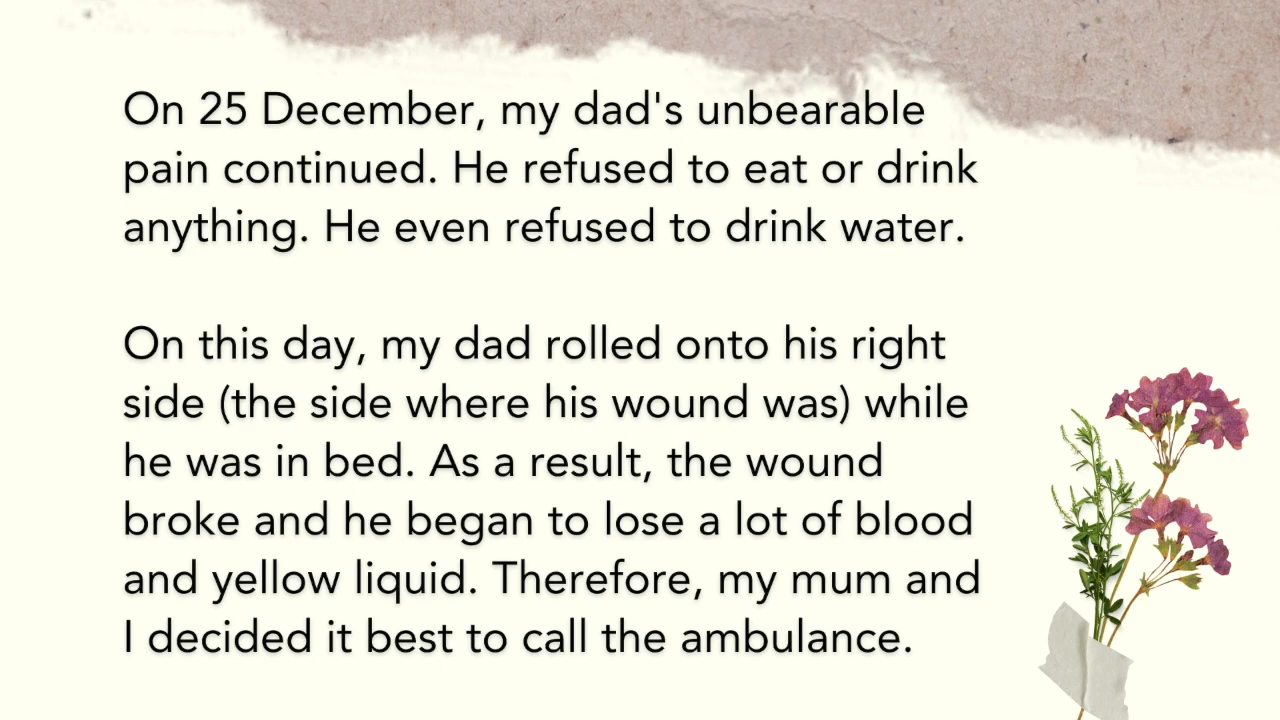 On 25 December, my dad's unbearable
pain continued. He refused to eat or drink
anything. He even refused to drink water.
On this day, my dad rolled onto his right
side (the side where his wound was) while
he was in bed. As a result, the wound
broke and he began to lose a lot of blood
and yellow liquid. Therefore, my mum and
I decided it best to call the ambulance.